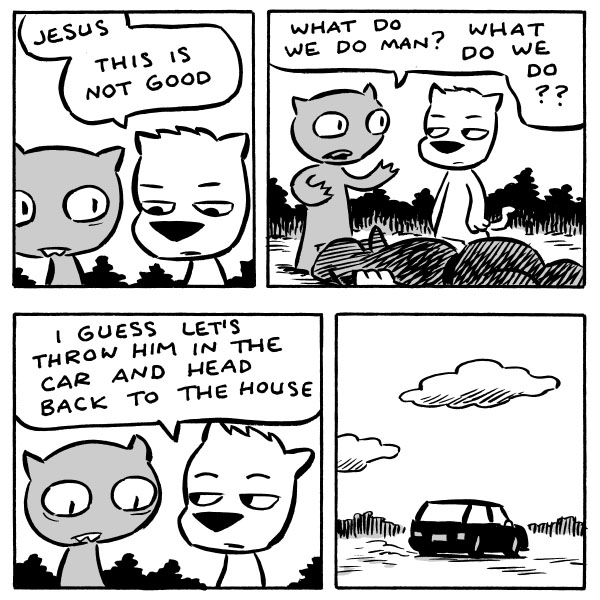 JESUS
THIS IS
NOT GOOD
WHAT DO
WE DO MAN?
WHAT
DO WE
DO
??
I GUESS LET'S
THROW HIM IN THE
CAR AND HEAD
BACK TO THE HOUSE